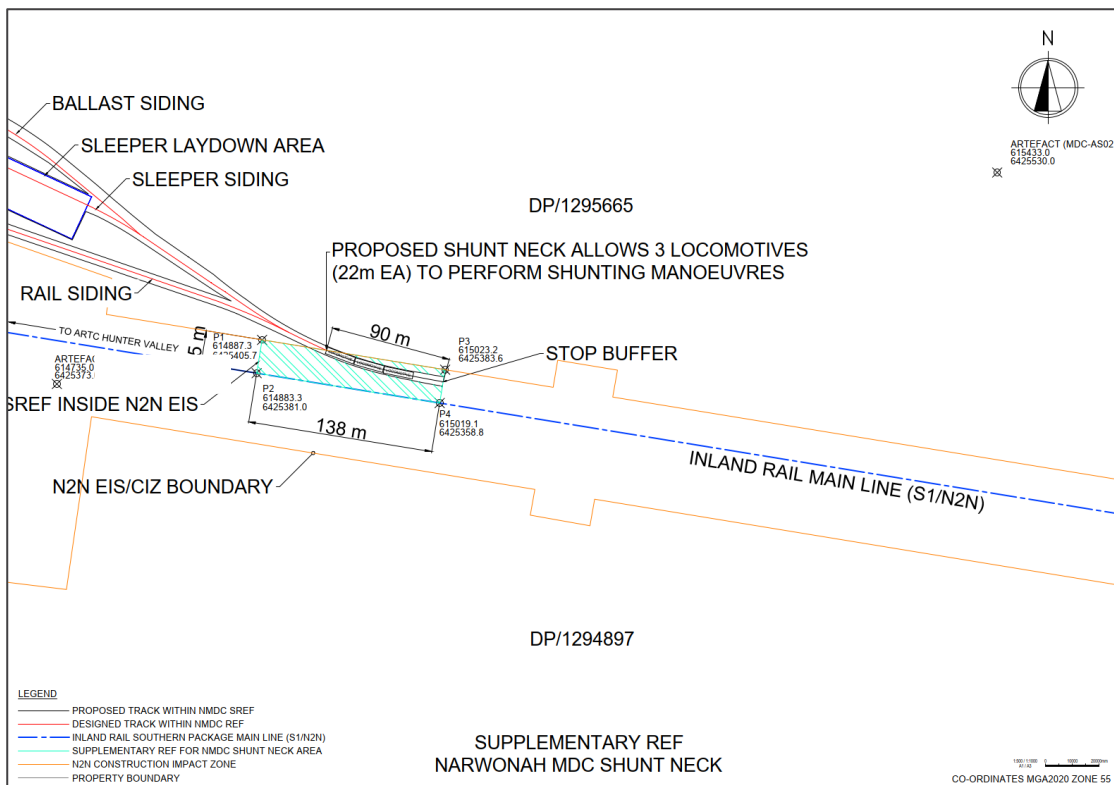 BALLAST SIDING
SLEEPER LAYDOWN AREA
SLEEPER SIDING
N
ARTEFACT (MDC-AS02
615433.0
6425530.0
DP/1295665
PROPOSED SHUNT NECK ALLOWS 3 LOCOMOTIVES
(22m EA) TO PERFORM SHUNTING MANOEUVRES
RAIL SIDING
TO ARTC HUNTER VALLEY
5 m
P1
614887.3
6425405.7
90 m
P3
615023.2
6425383.6
STOP BUFFER
ARTEFAC
614735.0
6425373.
SREF INSIDE N2N EIS
P2
614883.3
6425381.0
P4
615019.1
6425358.8
138 m
INLAND RAIL MAIN LINE (S1/N2N)
N2N EIS/CIZ BOUNDARY
DP/1294897
LEGEND
PROPOSED TRACK WITHIN NMDC SREF
DESIGNED TRACK WITHIN NMDC REF
INLAND RAIL SOUTHERN PACKAGE MAIN LINE (S1/N2N)
SUPPLEMENTARY REF FOR NMDC SHUNT NECK AREA
N2N CONSTRUCTION IMPACT ZONE
PROPERTY BOUNDARY
SUPPLEMENTARY REF
NARWONAH MDC SHUNT NECK
CO-ORDINATES MGA2020 ZONE 55